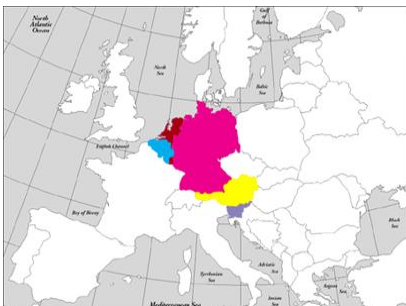 North
Atlantic
Ocean
Gulf
of
Bothnia
North
Sea
Baltic
Sea
English Channel
Bay of Biscay
Black
Sea
Adriatic
Sea
Tyrrhenian
Sea
Aegean
Sea
Ionian
Sea
Mediterranean Sea